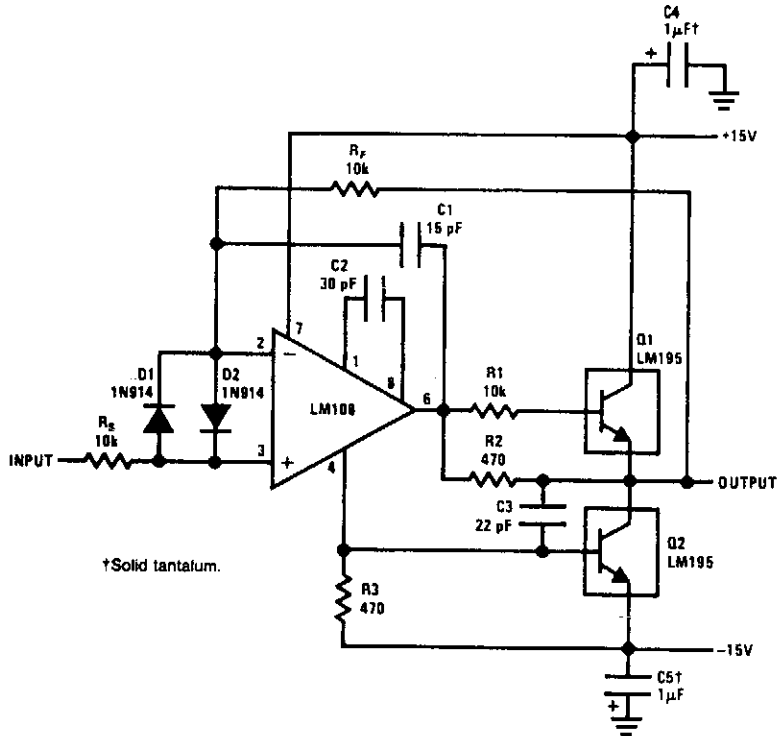 C4
1μF†
+
+15V
RF
10k
C1
15 pF
C2
30 pF
7
2
−
1
8
D1
1N914
D2
1N914
LM108
6
R1
10k
Q1
LM195
RS
10k
INPUT
3
+
4
R2
470
OUTPUT
C3
22 pF
Q2
LM195
†Solid tantalum.
R3
470
−15V
C5†
1μF
+